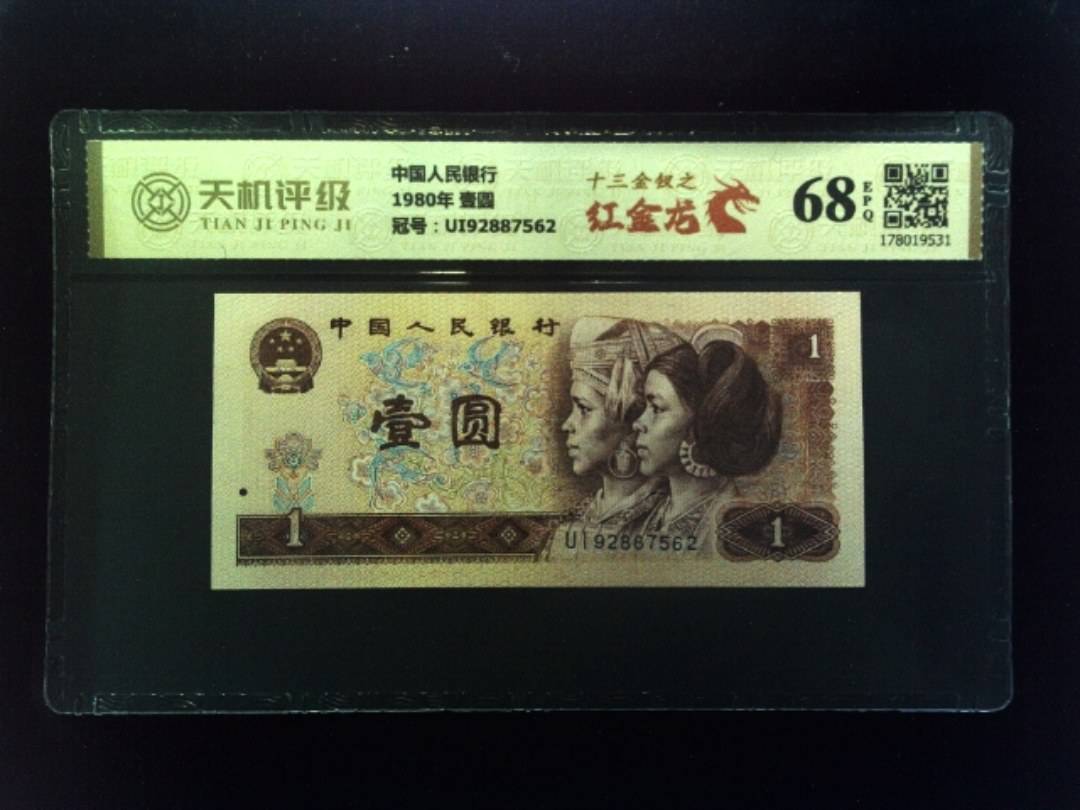 天机评级
TIAN JI PING JI
中国人民银行
1980年 壹圆
冠号：UI92887562
十三金钗之
红金龙
68
EPQ
178019531
中国人民银行
1
壹圆
1
UI92887562
1